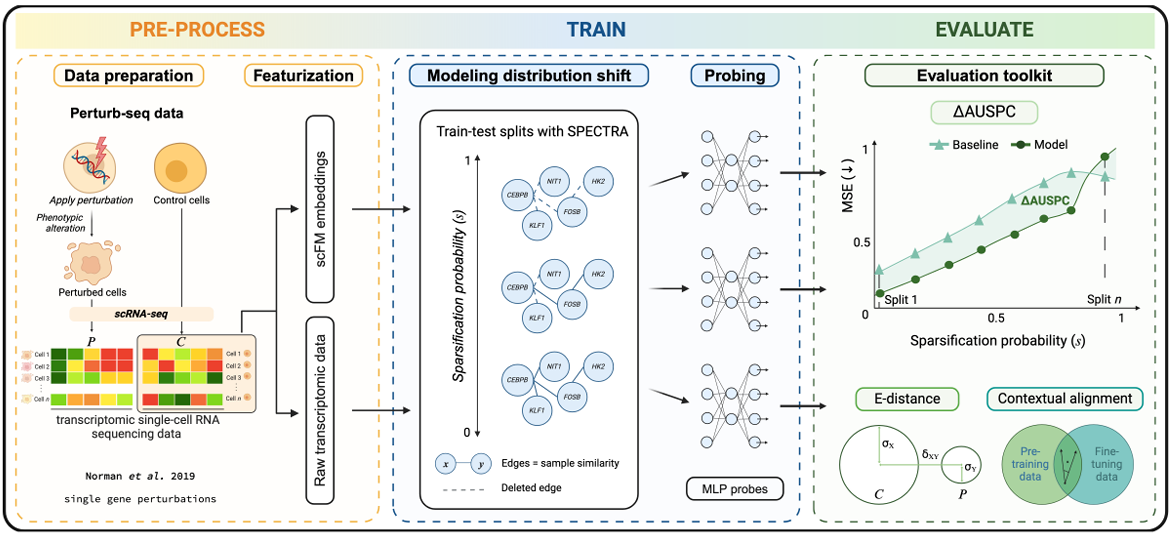 PRE-PROCESS
TRAIN
EVALUATE
Data preparation
Featurization
Modeling distribution shift
Probing
Evaluation toolkit
Perturb-seq data
Apply perturbation
Control cells
Phenotypic
alteration
Perturbed cells
scRNA-seq
P
C
Cell 1
Cell 2
Cell 3
Cell n
Cell 1
Cell 2
Cell 3
Cell n
transcriptomic single-cell RNA
sequencing data
Norman et al. 2019
single gene perturbations
scFM embeddings
Raw transcriptomic data
Train-test splits with SPECTRA
1
Sparsification probability (s)
0
CEBPB
NIT1
HK2
FOSB
KLF1
CEBPB
NIT1
HK2
FOSB
KLF1
CEBPB
NIT1
HK2
FOSB
KLF1
x
y
Edges = sample similarity
Deleted edge
MLP probes
ΔAUSPC
Baseline
Model
MSE (↓)
1
0.5
0
ΔAUSPC
Split 1
Split n
0.5
1
Sparsification probability (s)
E-distance
Contextual alignment
σX
δXY
σY
C
P
Pre-
training
data
Fine-
tuning
data